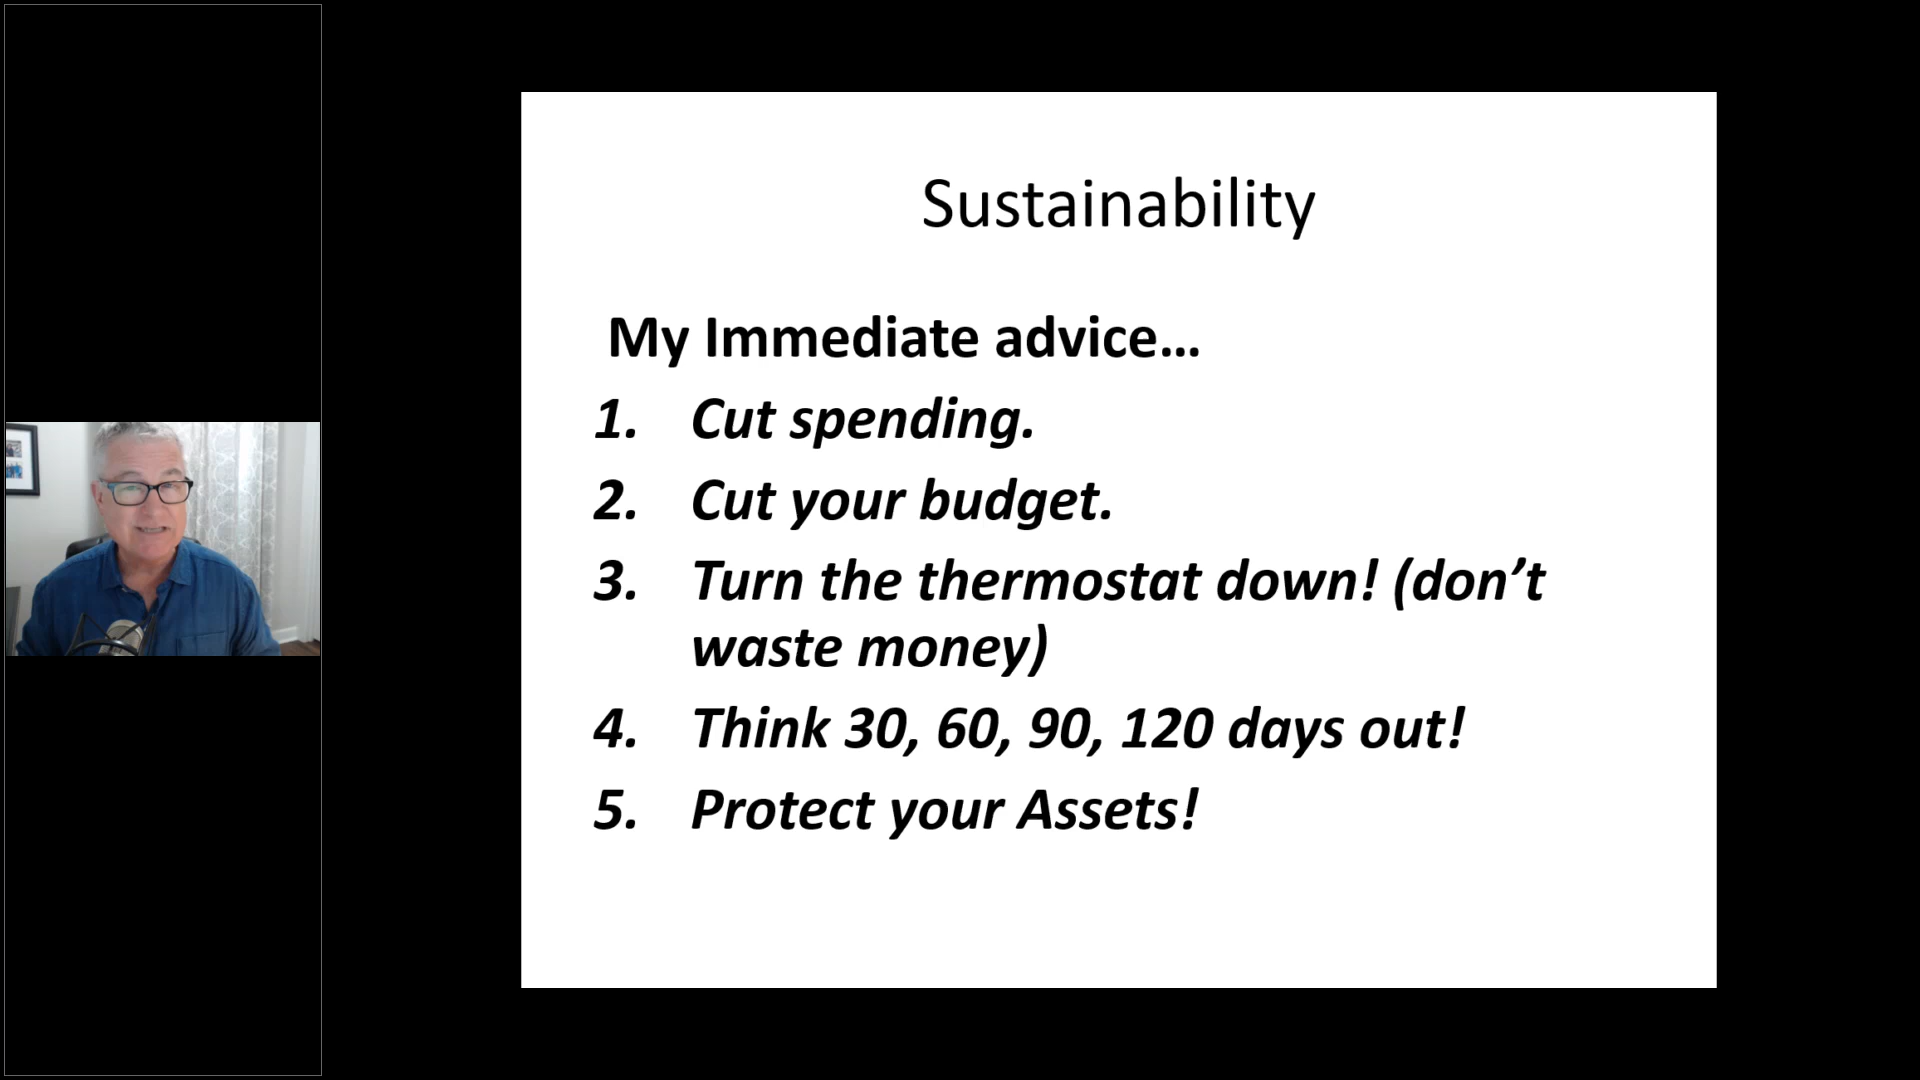 Sustainability
My Immediate advice…
1. Cut spending.
2. Cut your budget.
3. Turn the thermostat down! (don’t
waste money)
4. Think 30, 60, 90, 120 days out!
5. Protect your Assets!